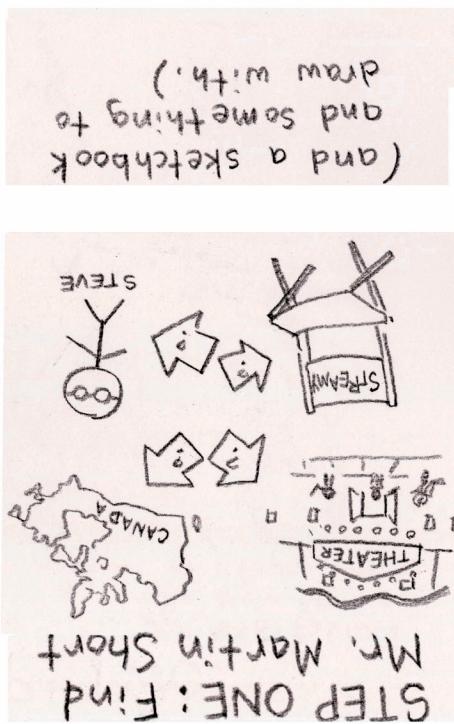 STEP ONE: Find
Mr. Martin Short
THEATER
CANADA
? ?
STREAMY
? ?
STEVE
(and a sketchbook
and something to
draw with.)